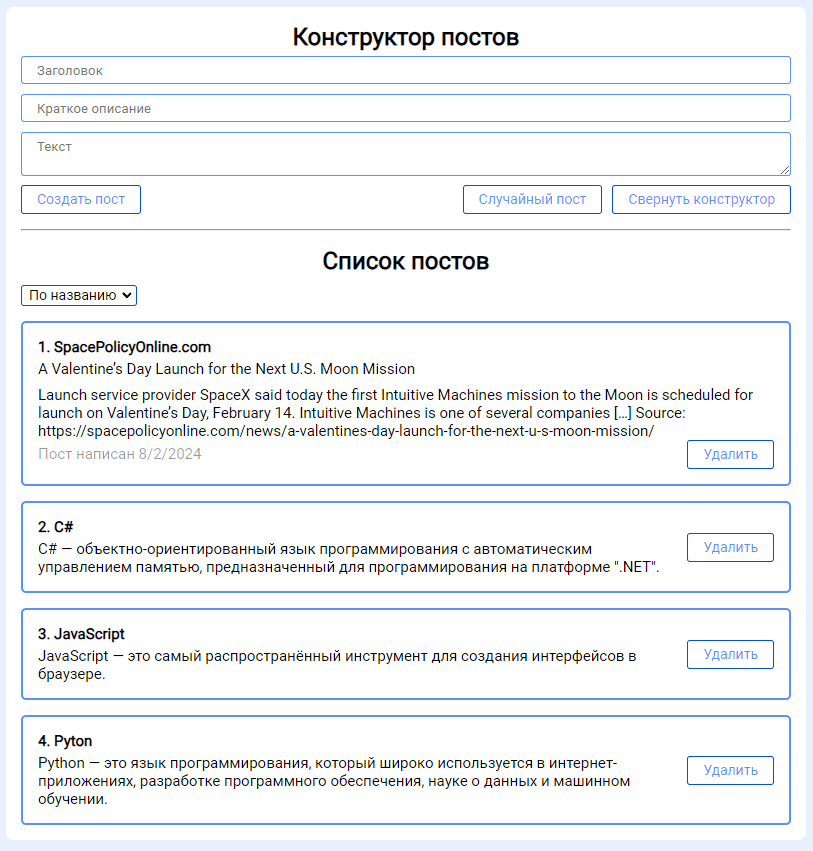 Конструктор постов
Заголовок
Краткое описание
Текст
Создать пост
Случайный пост
Свернуть конструктор
Список постов
По названию
1. SpacePolicyOnline.com
A Valentine's Day Launch for the Next U.S. Moon Mission
Launch service provider SpaceX said today the first Intuitive Machines mission to the Moon is scheduled for
launch on Valentine’s Day, February 14. Intuitive Machines is one of several companies […] Source:
https://spacepolicyonline.com/news/a-valentines-day-launch-for-the-next-u-s-moon-mission/
Пост написан 8/2/2024
Удалить
2. C#
C# — объектно-ориентированный язык программирования с автоматическим
управлением памятью, предназначенный для программирования на платформе ".NET".
Удалить
3. JavaScript
JavaScript — это самый распространённый инструмент для создания интерфейсов в
браузере.
Удалить
4. Pyton
Python — это язык программирования, который широко используется в интернет-
приложениях, разработке программного обеспечения, науке о данных и машинном
обучении.
Удалить